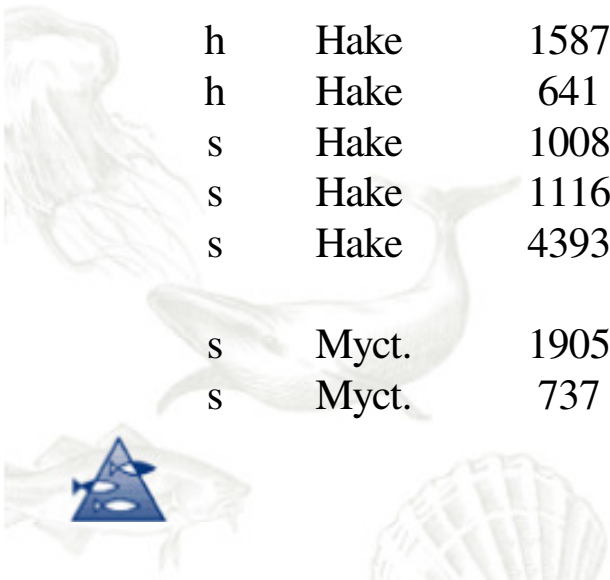 h Hake 1587
h Hake 641
s Hake 1008
s Hake 1116
s Hake 4393
s Myct. 1905
s Myct. 737